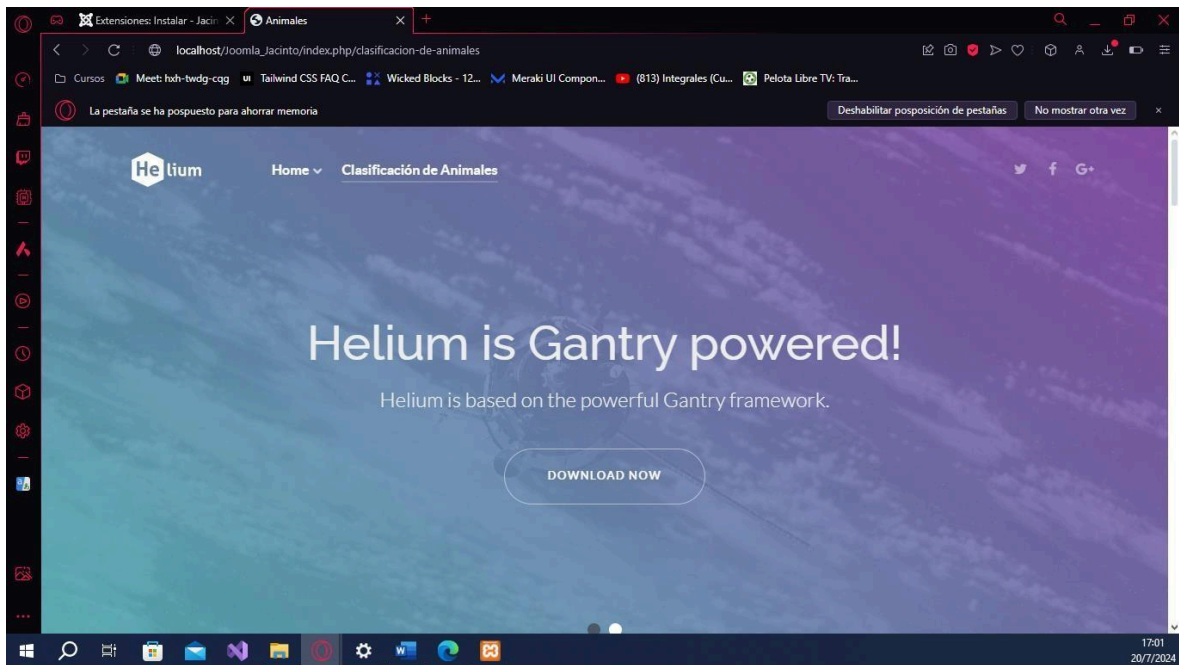 Extensiones: Instalar - Jacin
Animales
localhost/Joomla_Jacinto/index.php/clasificacion-de-animales
Cursos
Meet: hxh-twdg-cqg
UI Tailwind CSS FAQ C...
Wicked Blocks - 12...
Meraki UI Compon...
(813) Integrales (Cu...
Pelota Libre TV: Tra...
La pestaña se ha pospuesto para ahorrar memoria
Deshabilitar posposición de pestañas
No mostrar otra vez
Helium
Home
Clasificación de Animales
G+
Helium is Gantry powered!
Helium is based on the powerful Gantry framework.
DOWNLOAD NOW
17:01
20/7/2024